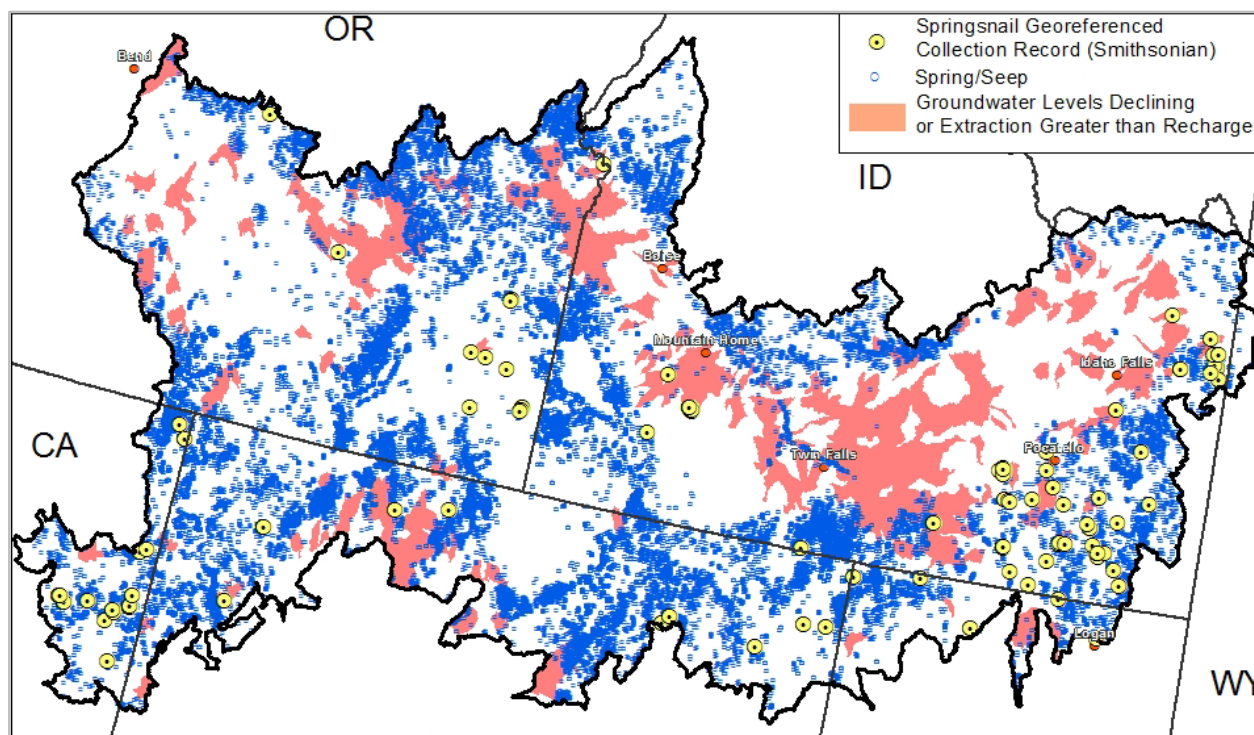 OR
Springsnail Georeferenced
Collection Record (Smithsonian)
Spring/Seep
Groundwater Levels Declining
or Extraction Greater than Recharge
Bend
ID
Boise
Mountain Home
Idaho Falls
CA
Twin Falls
Pocatello
Logan
WY